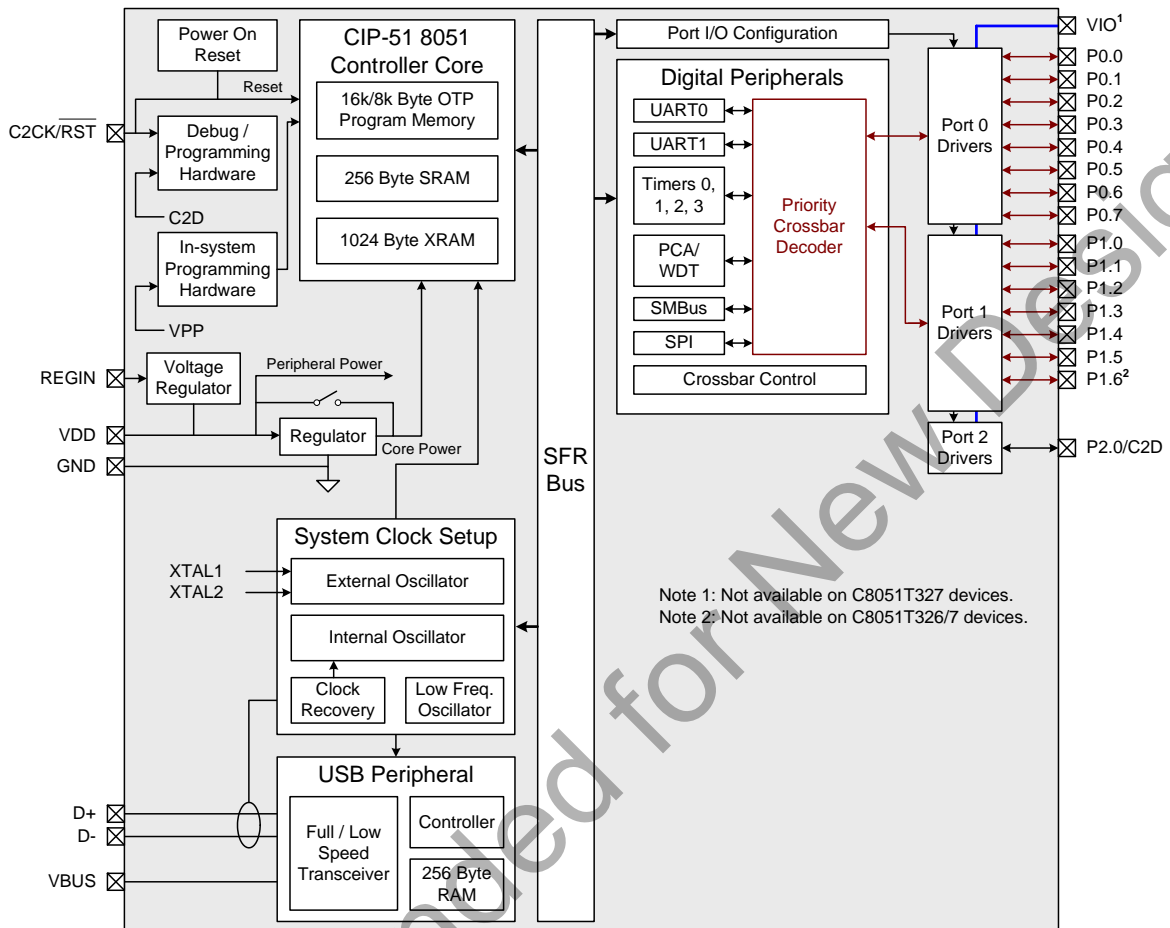 Power On
Reset
Reset
C2CK/RST
Debug /
Programming
Hardware
C2D
In-system
Programming
Hardware
VPP
CIP-51 8051
Controller Core
16k/8k Byte OTP
Program Memory
256 Byte SRAM
1024 Byte XRAM
REGIN
Voltage
Regulator
Peripheral Power
VDD
Regulator
Core Power
GND
System Clock Setup
XTAL1
XTAL2
External Oscillator
Internal Oscillator
Clock
Recovery
Low Freq.
Oscillator
USB Peripheral
D+
D-
VBUS
Full / Low
Speed
Transceiver
Controller
256 Byte
RAM
SFR
Bus
Port I/O Configuration
Digital Peripherals
UART0
UART1
Timers 0,
1, 2, 3
PCA/
WDT
SMBus
SPI
Priority
Crossbar
Decoder
Crossbar Control
Port 0
Drivers
Port 1
Drivers
Port 2
Drivers
VIO¹
P0.0
P0.1
P0.2
P0.3
P0.4
P0.5
P0.6
P0.7
P1.0
P1.1
P1.2
P1.3
P1.4
P1.5
P1.6²
P2.0/C2D
Note 1: Not available on C8051T327 devices.
Note 2: Not available on C8051T326/7 devices.
nded for New Design